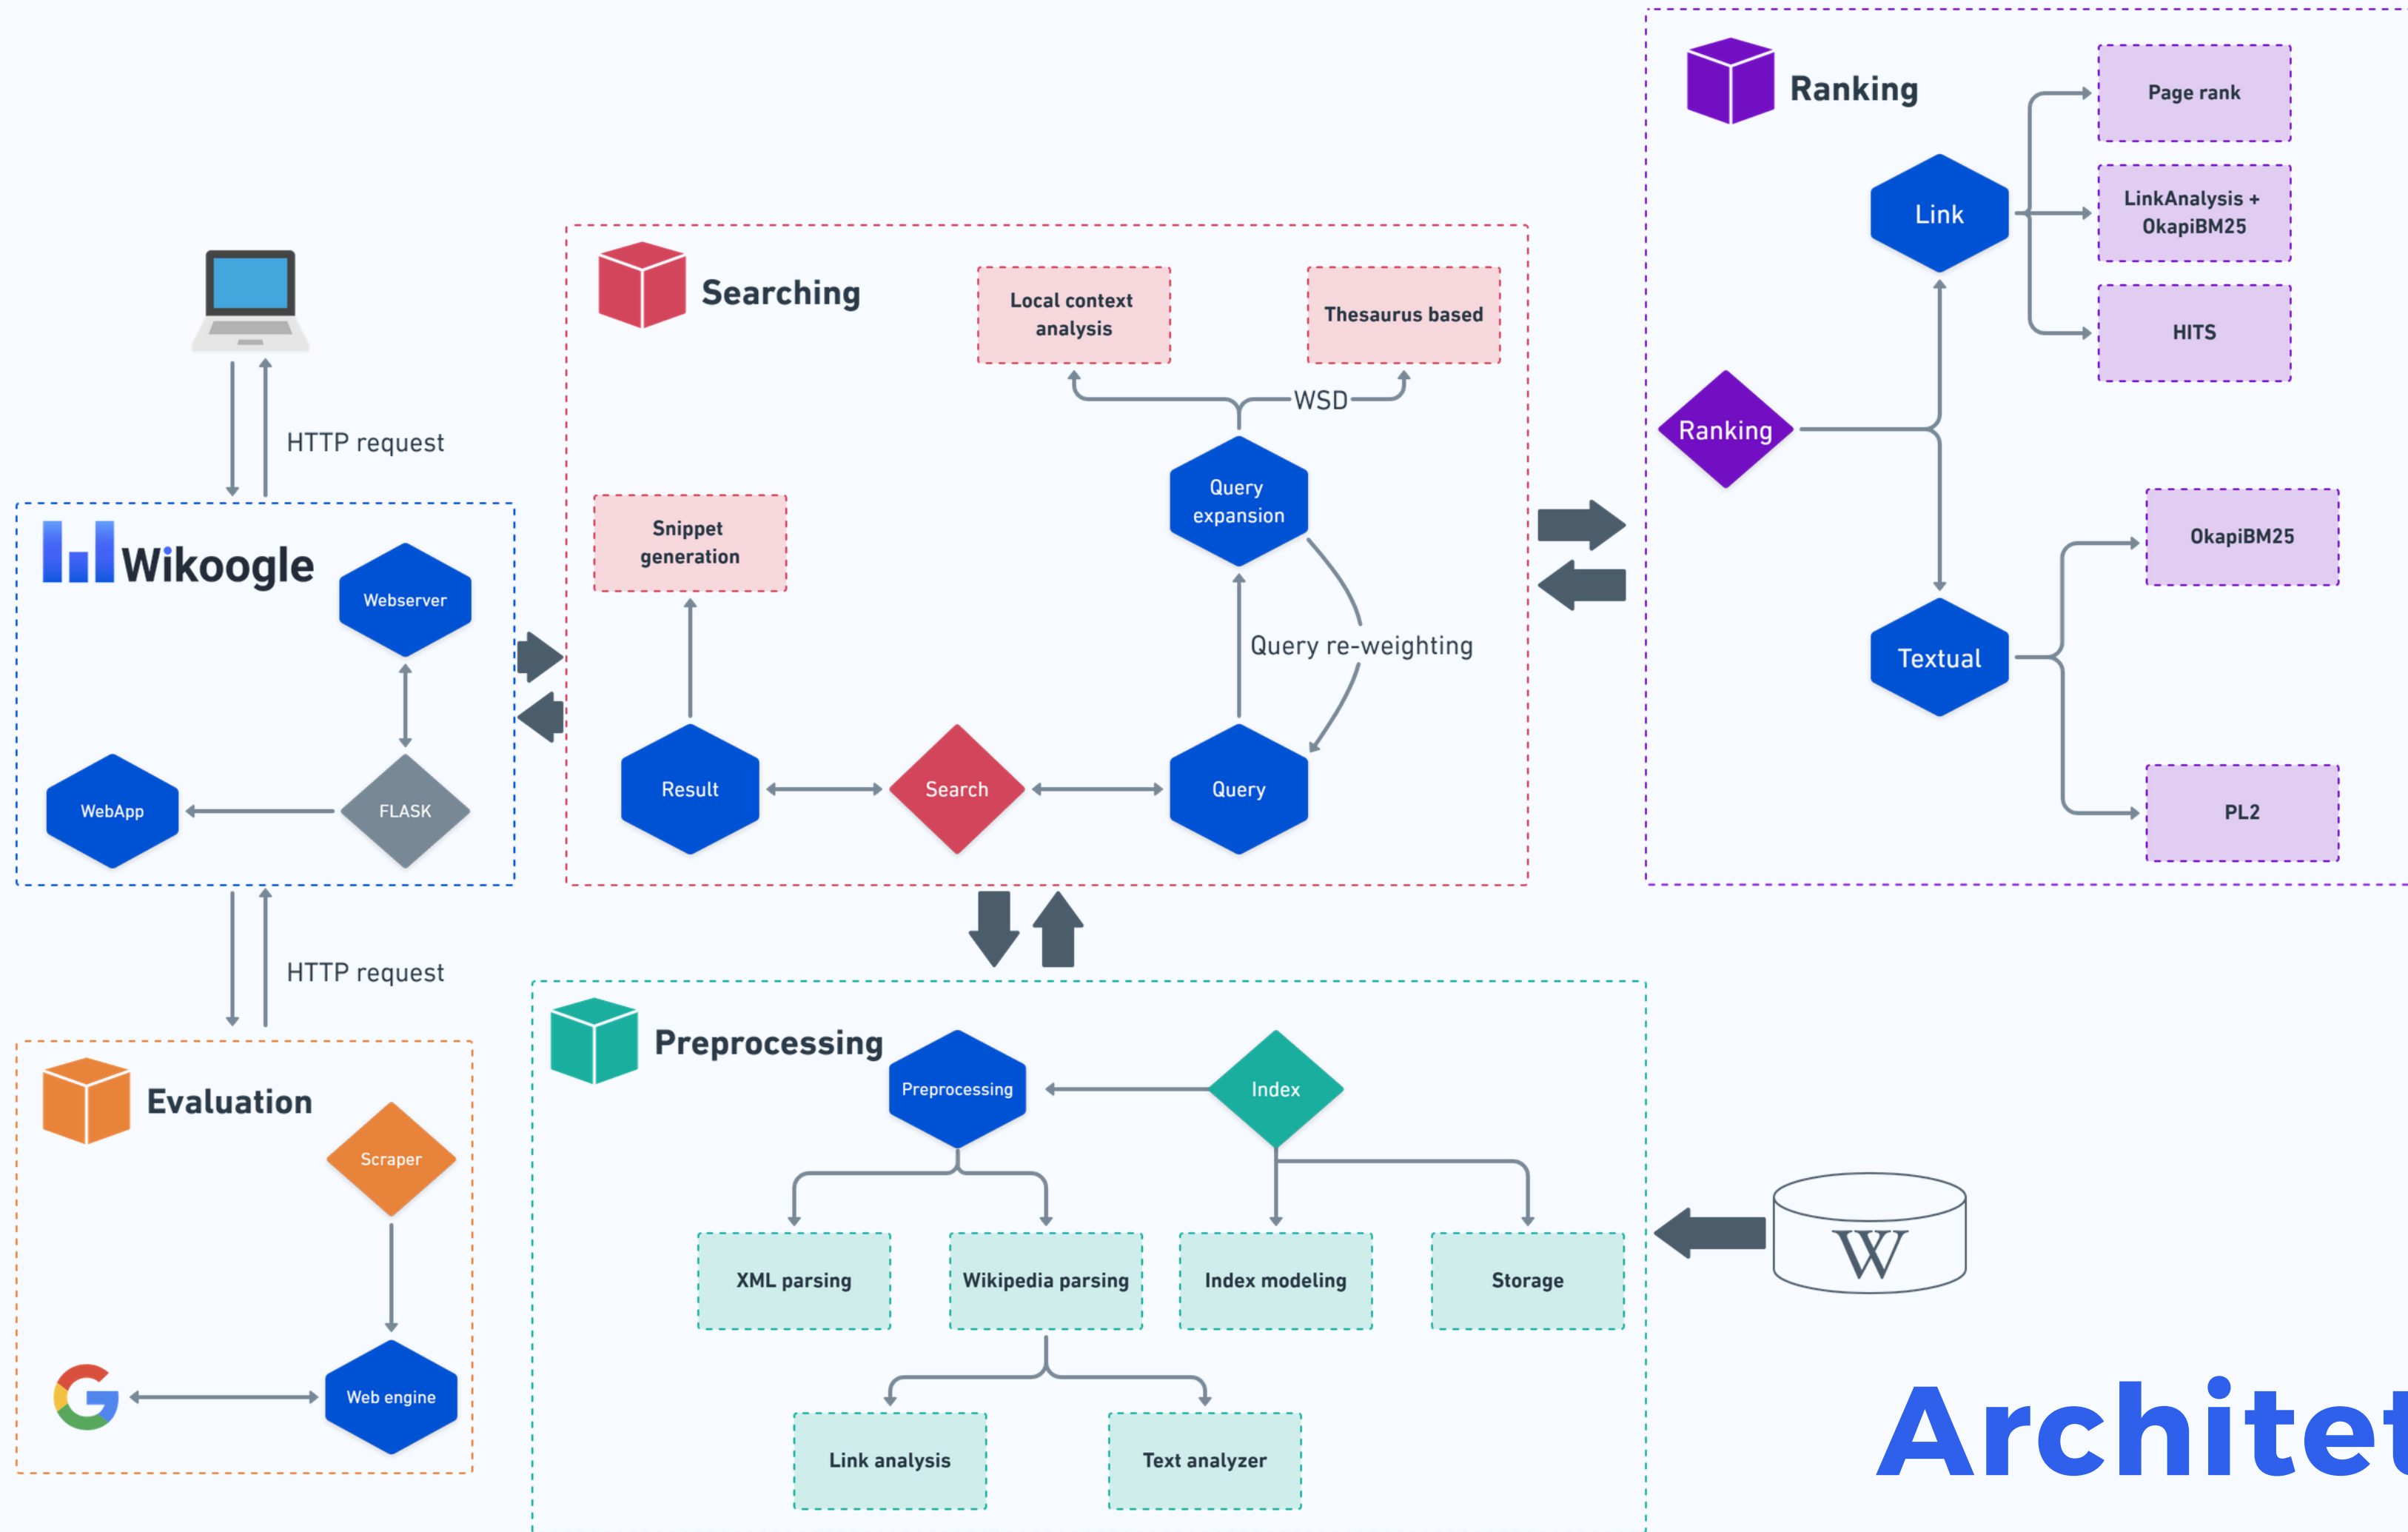 Ranking
Page rank
LinkAnalysis +
OkapiBM25
HITS
Link
Ranking
Textual
OkapiBM25
PL2
Searching
Local context
analysis
Thesaurus based
WSD
Query
expansion
Snippet
generation
Query re-weighting
Result
Search
Query
HTTP request
Wikoogle
Webserver
WebApp
FLASK
HTTP request
Evaluation
Scraper
Web engine
Preprocessing
Preprocessing
Index
XML parsing
Wikipedia parsing
Index modeling
Storage
Link analysis
Text analyzer
W
Architet